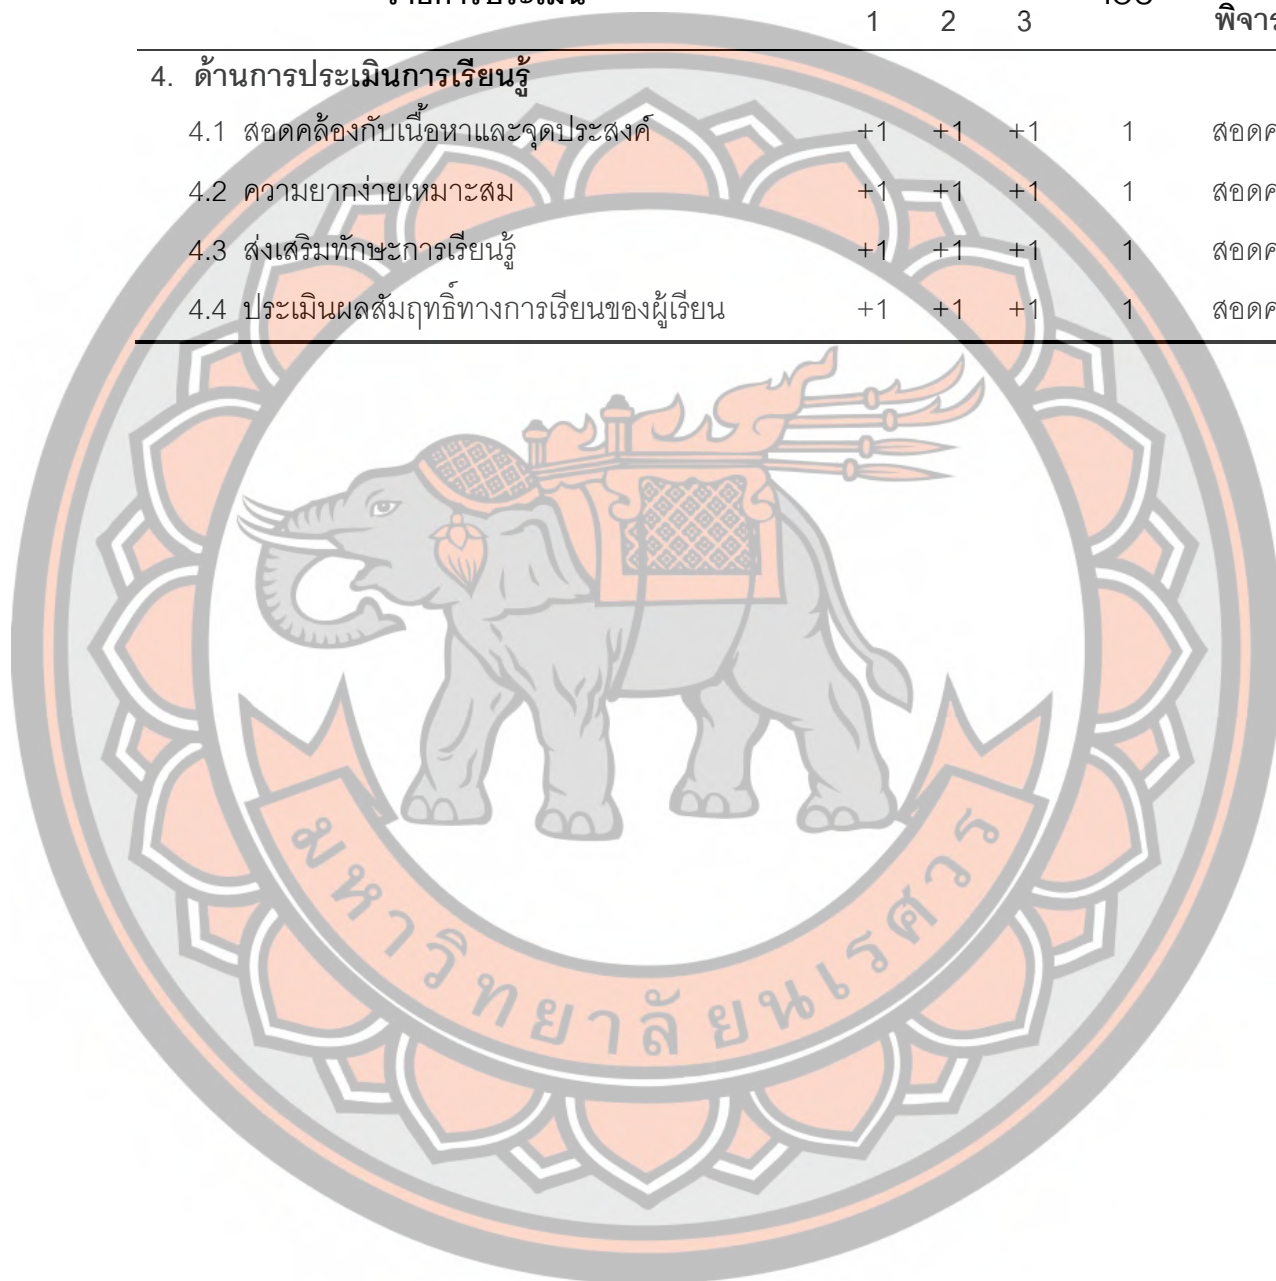 1 2 3
4. ด้านการประเมินการเรียนรู้
4.1 สอดคล้องกับเนื้อหาและจุดประสงค์ +1 +1 +1 1
4.2 ความยากง่ายเหมาะสม +1 +1 +1 1
4.3 ส่งเสริมทักษะการเรียนรู้ +1 +1 +1 1
4.4 ประเมินผลสัมฤทธิ์ทางการเรียนของผู้เรียน +1 +1 +1 1
มหาวิทยาลัยนเรศวร